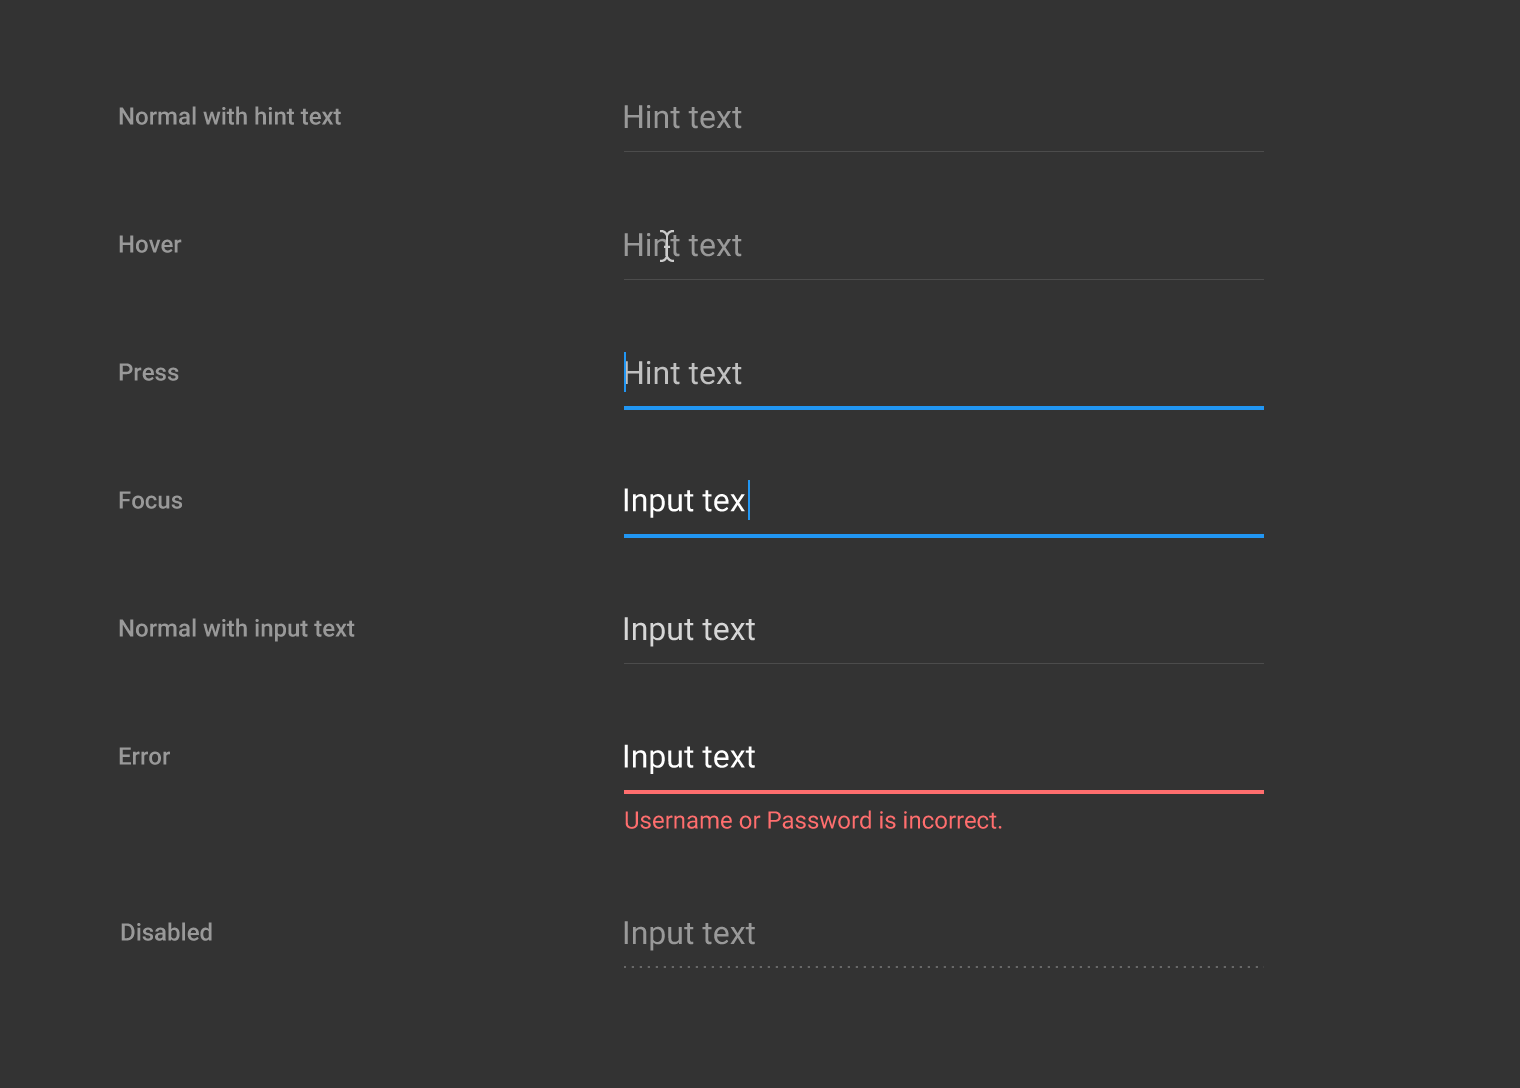 Normal with hint text Hint text
Hover Hint text
Press Hint text
Focus Input tex
Normal with input text Input text
Error Input text
Username or Password is incorrect.
Disabled Input text